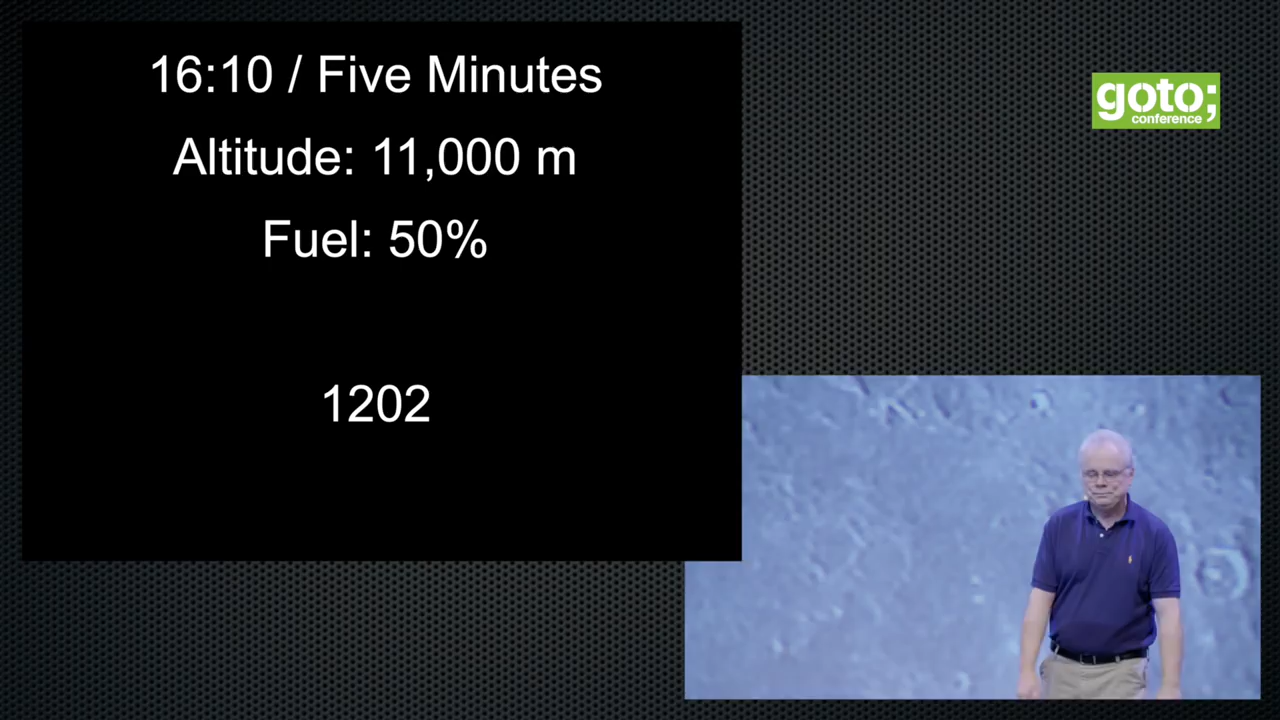 16:10 / Five Minutes
Altitude: 11,000 m
Fuel: 50%
1202
goto;
conference